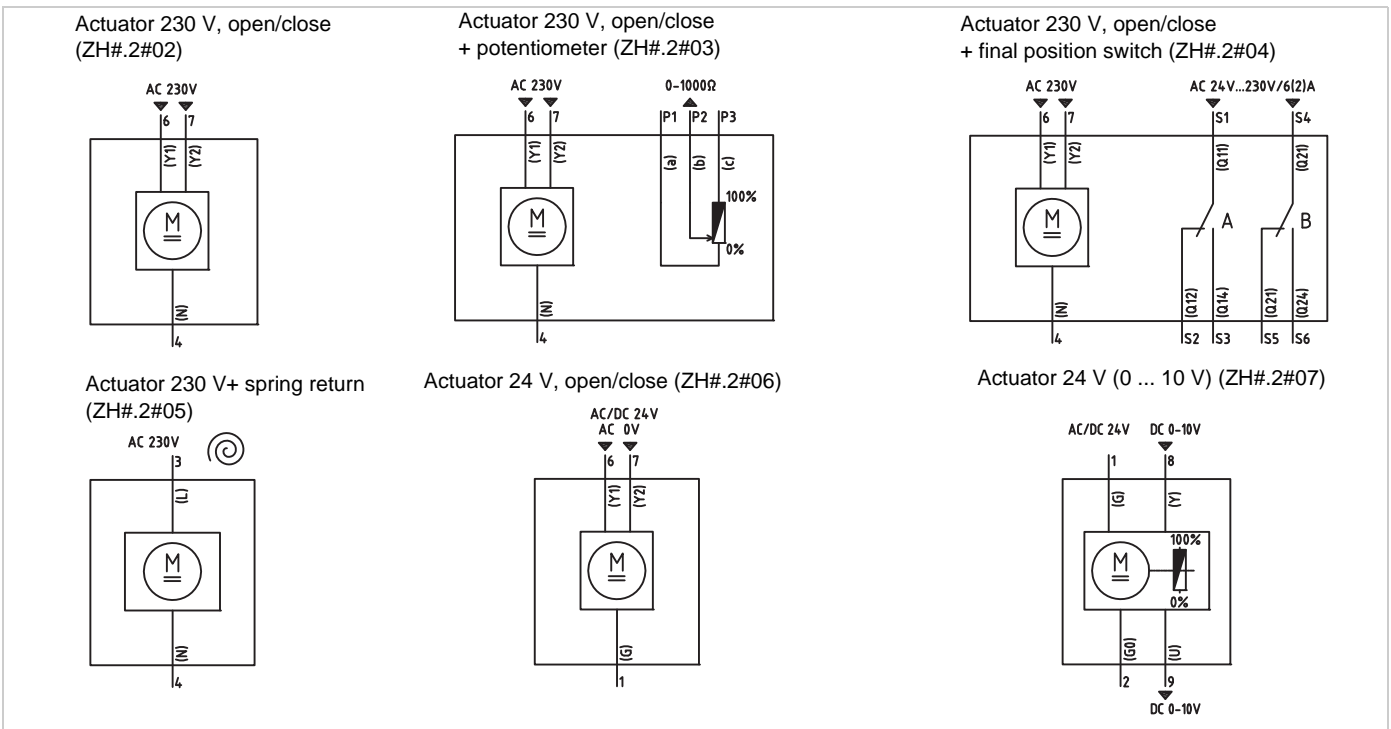 Actuator 230 V, open/close
(ZH#.2#02)
AC 230V
6 7
(Y1) (Y2)
M
(N)
4
Actuator 230 V, open/close
+ potentiometer (ZH#.2#03)
AC 230V 0-1000Ω
6 7 P1 P2 P3
(Y1) (Y2) (a) (b) (c)
100%
M
0%
(N)
4
Actuator 230 V, open/close
+ final position switch (ZH#.2#04)
AC 230V AC 24V...230V/6(2)A
6 7 S1 S4
(Y1) (Y2) (Q11) (Q21)
M A B
(N) (Q12) (Q14) (Q21) (Q24)
4 S2 S3 S5 S6
Actuator 230 V+ spring return
(ZH#.2#05)
AC 230V
3
(L)
M
(N)
4
Actuator 24 V, open/close (ZH#.2#06)
AC/DC 24V
AC 0V
6 7
(Y1) (Y2)
M
(G)
1
Actuator 24 V (0 ... 10 V) (ZH#.2#07)
AC/DC 24V DC 0-10V
1 8
(G) (Y)
100%
M
0%
(G0) (U)
2 9
DC 0-10V